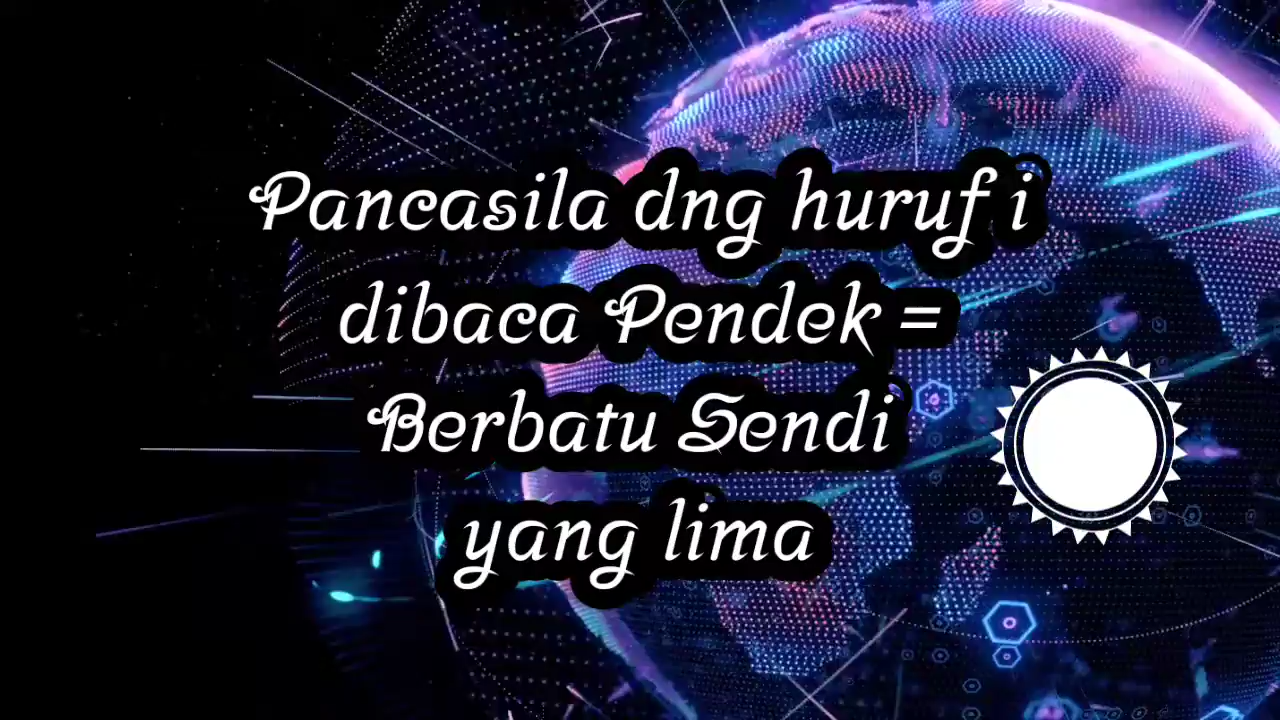 Pancasila dng huruf i
dibaca Pendek =
Berbatu Sendi
yang lima